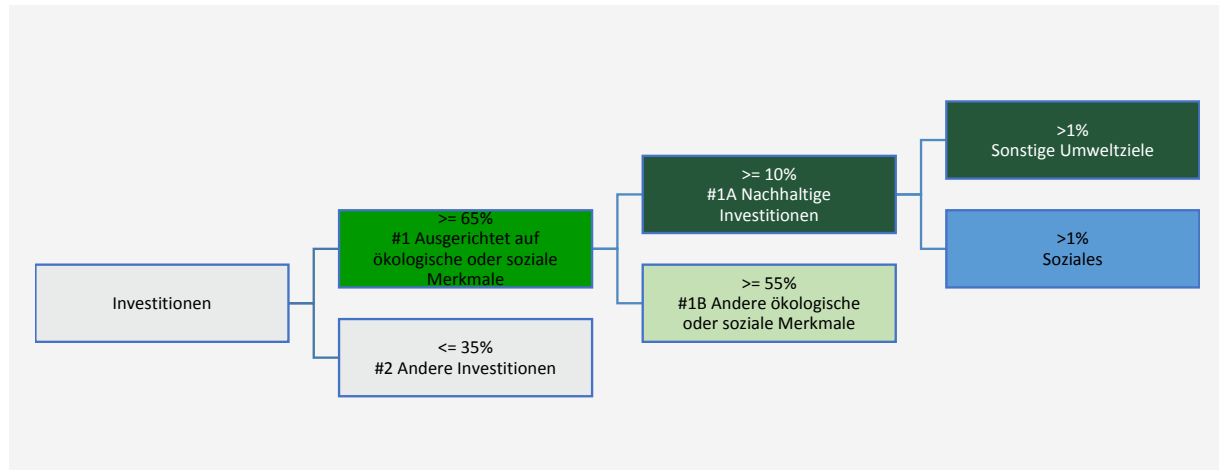 Investitionen
>= 65%
#1 Ausgerichtet auf
ökologische oder soziale
Merkmale
<= 35%
#2 Andere Investitionen
>= 10%
#1A Nachhaltige
Investitionen
>= 55%
#1B Andere ökologische
oder soziale Merkmale
>1%
Sonstige Umweltziele
>1%
Soziales